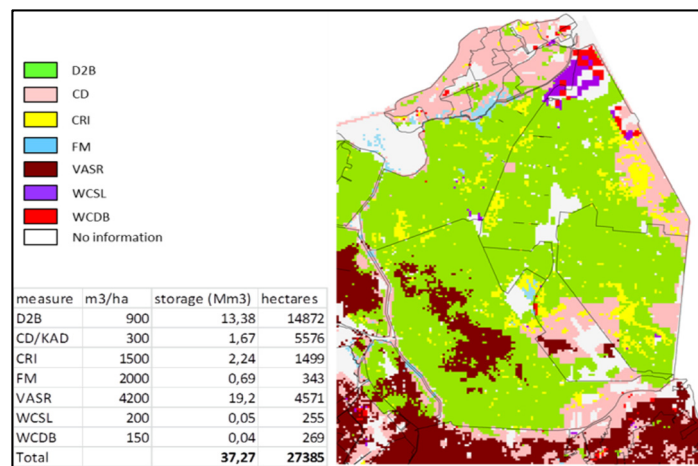 D2B
CD
CRI
FM
VASR
WCSL
WCDB
No information
measure m3/ha storage (Mm3) hectares
D2B 900 13,38 14872
CD/KAD 300 1,67 5576
CRI 1500 2,24 1499
FM 2000 0,69 343
VASR 4200 19,2 4571
WCSL 200 0,05 255
WCDB 150 0,04 269
Total 37,27 27385